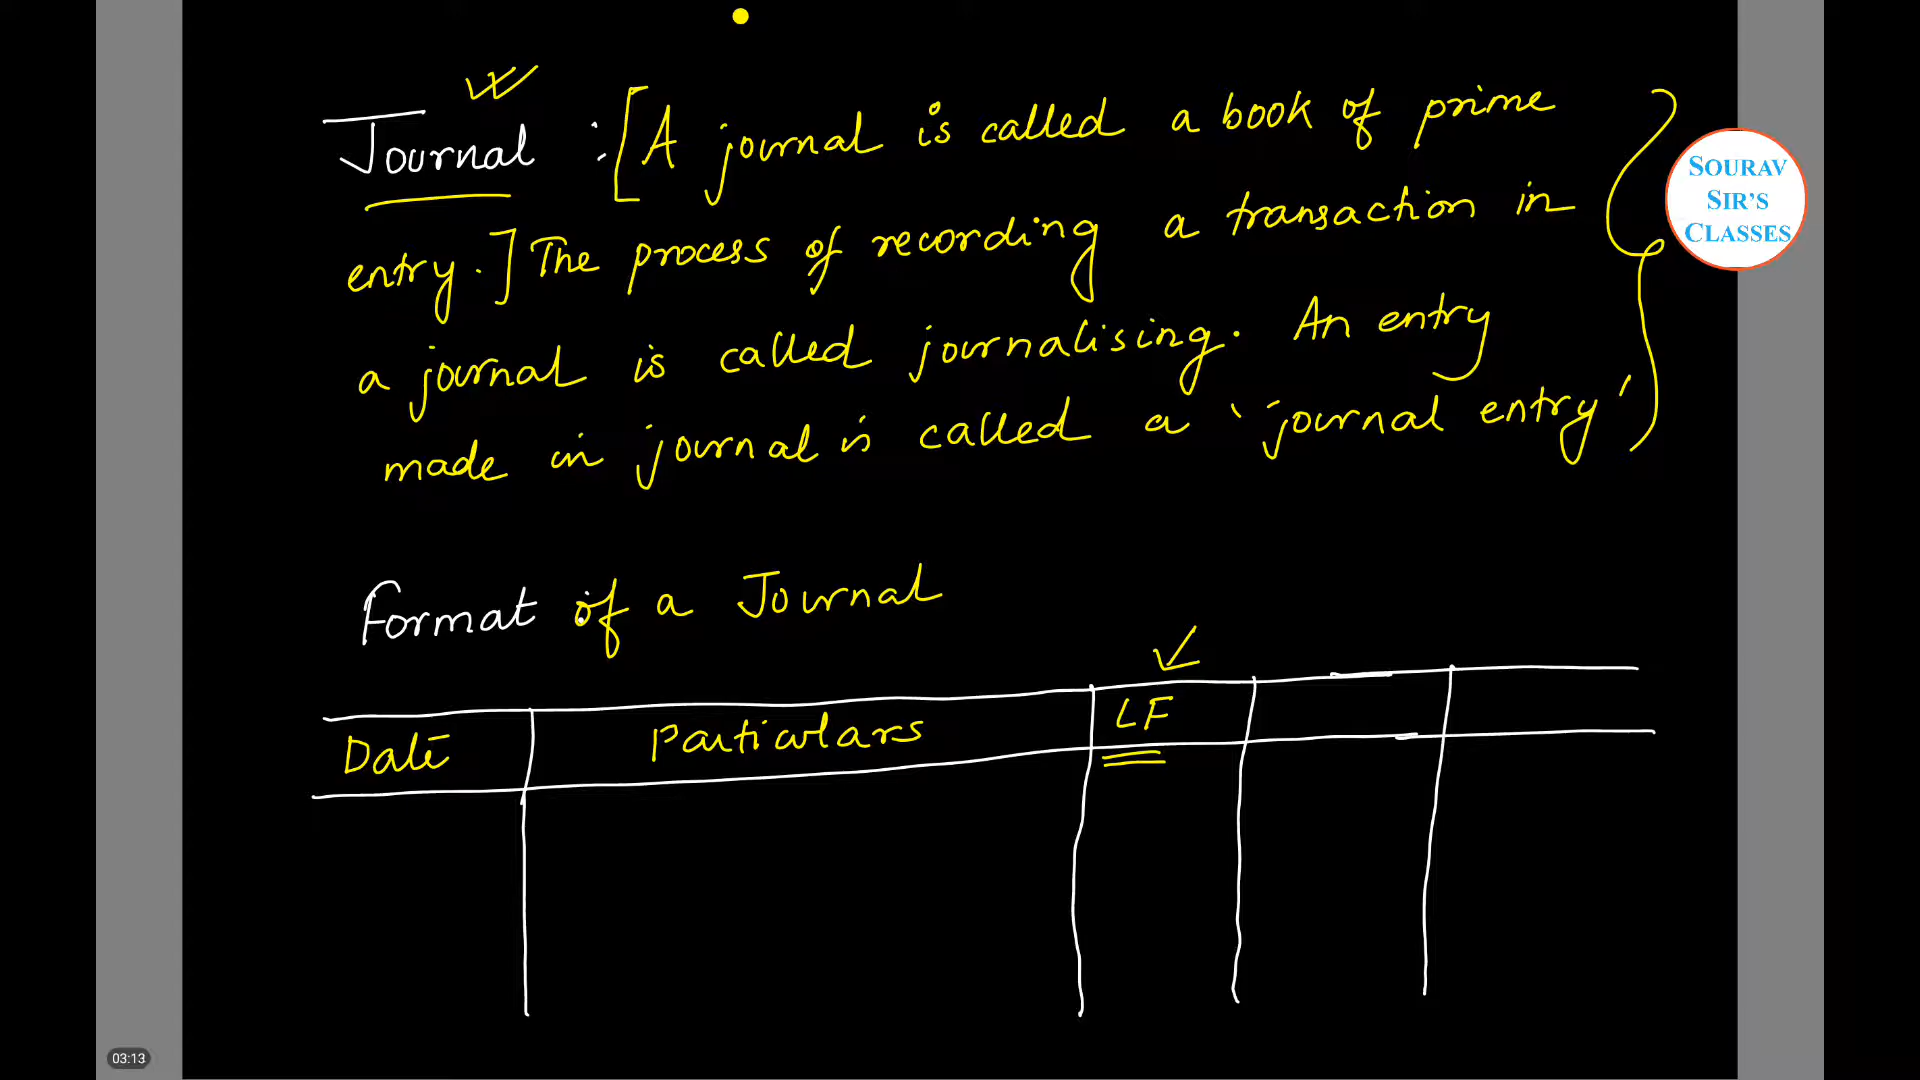 Journal :- [A journal is called a book of prime
entry.] The process of recording a transaction in
a journal is called journalising. An entry
made in journal is called a 'journal entry'
SOURAV
SIR'S
CLASSES
Format of a Journal
Date Particulars LF
03:13